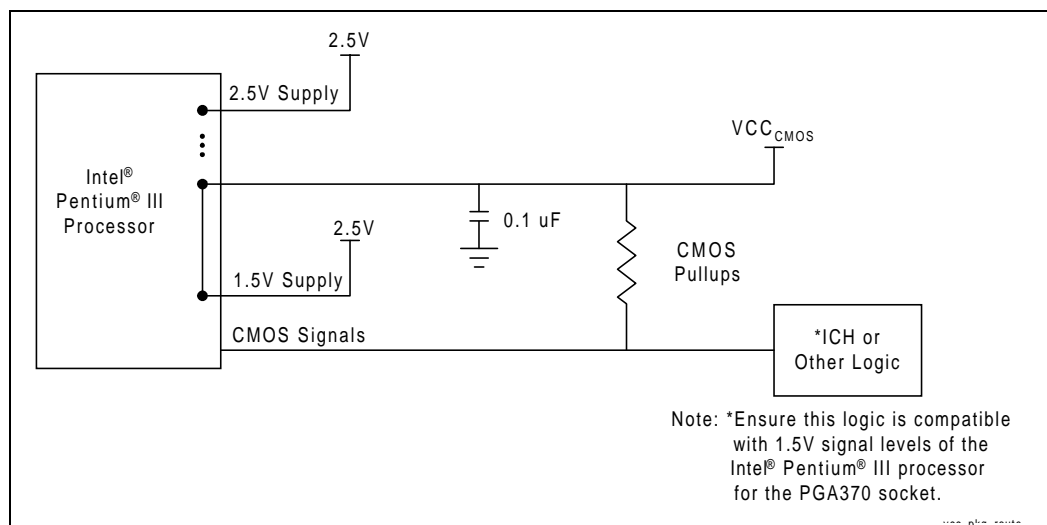 2.5V
2.5V Supply
VCCCMOS
Intel® Pentium® III Processor
0.1 uF
2.5V
CMOS Pullups
1.5V Supply
CMOS Signals
*ICH or
Other Logic
Note: *Ensure this logic is compatible
with 1.5V signal levels of the
Intel® Pentium® III processor
for the PGA370 socket.